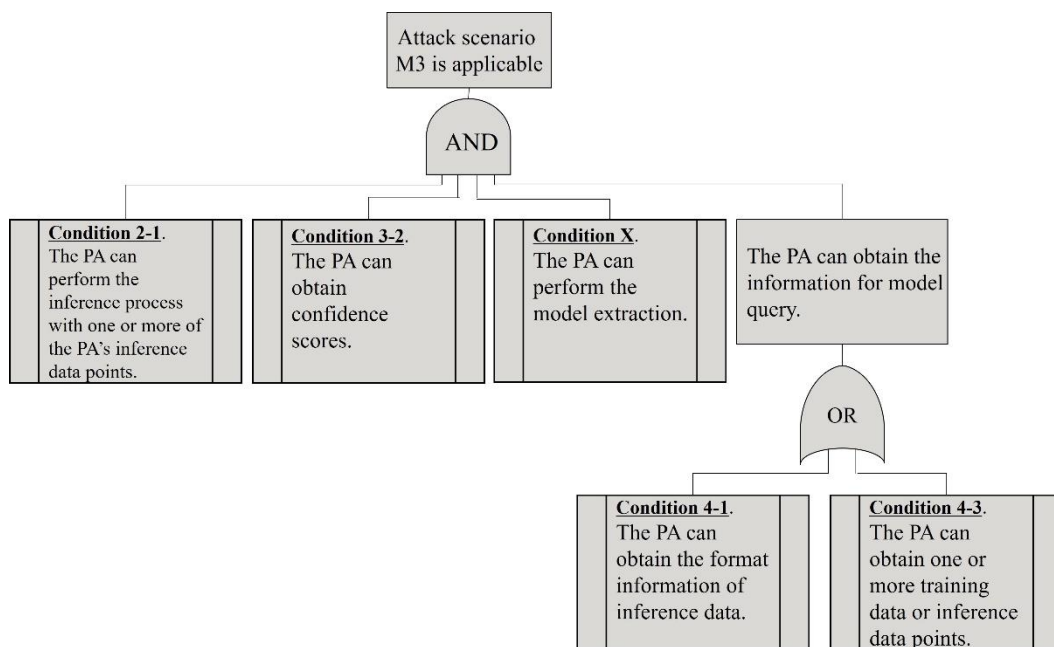 Attack scenario
M3 is applicable
AND
Condition 2-1.
The PA can
perform the
inference process
with one or more of
the PA's inference
data points.
Condition 3-2.
The PA can
obtain
confidence
scores.
Condition X.
The PA can
perform the
model extraction.
The PA can obtain the
information for model
query.
OR
Condition 4-1.
The PA can
obtain the format
information of
inference data.
Condition 4-3.
The PA can
obtain one or
more training
data or inference
data points.